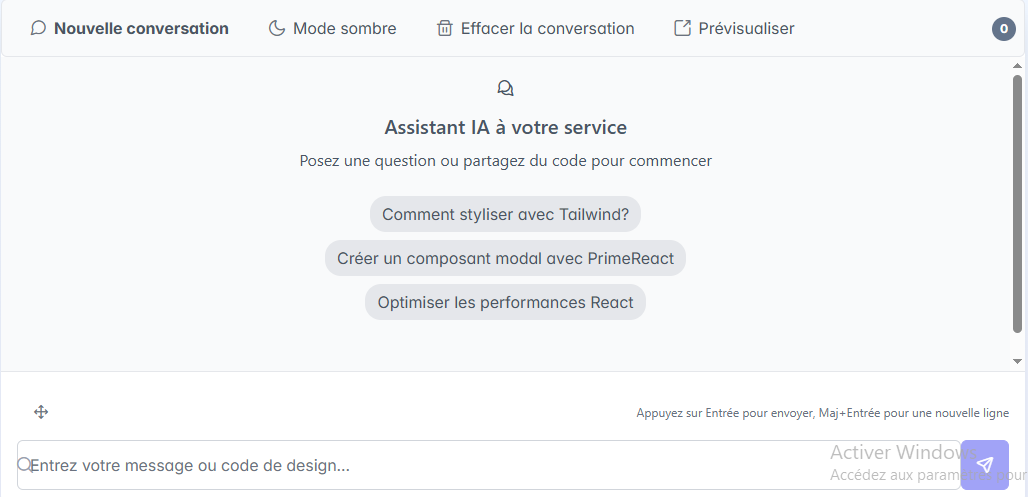 Nouvelle conversation Mode sombre Effacer la conversation Prévisualiser 0
Assistant IA à votre service
Posez une question ou partagez du code pour commencer
Comment styliser avec Tailwind?
Créer un composant modal avec PrimeReact
Optimiser les performances React
Appuyez sur Entrée pour envoyer, Maj+Entrée pour une nouvelle ligne
Entrez votre message ou code de design...
Activer Windows
Accédez aux paramètres pour